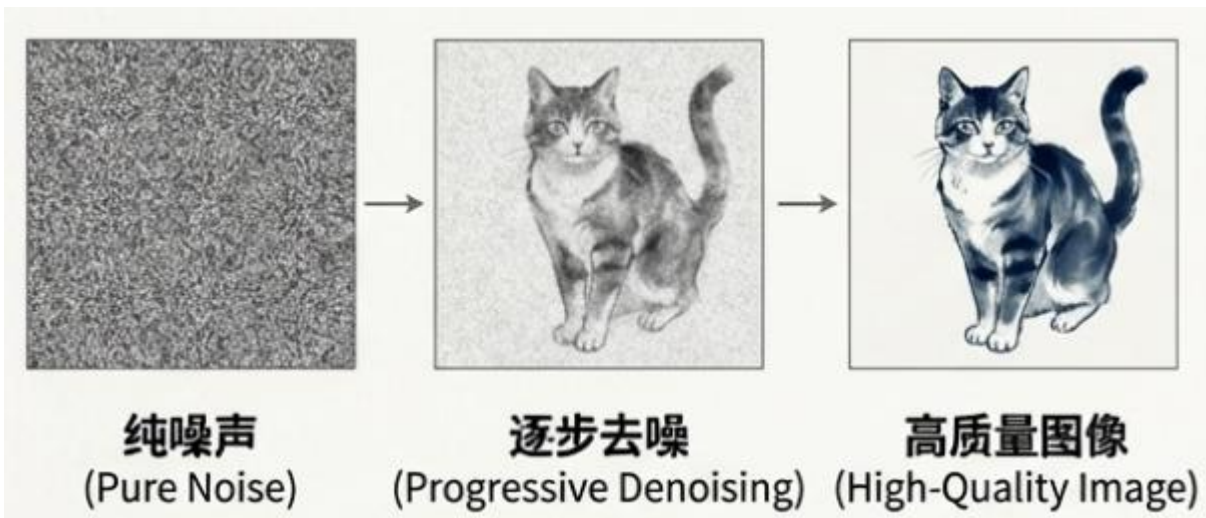 纯噪声
(Pure Noise)
逐步去噪
(Progressive Denoising)
高质量图像
(High-Quality Image)